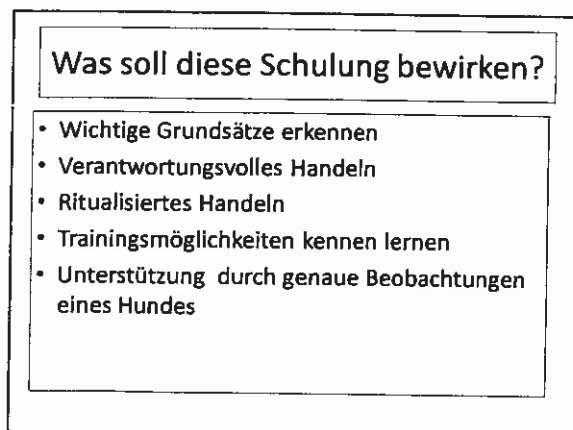 Was soll diese Schulung bewirken?
• Wichtige Grundsätze erkennen
• Verantwortungsvolles Handeln
• Ritualisiertes Handeln
• Trainingsmöglichkeiten kennen lernen
• Unterstützung durch genaue Beobachtungen
eines Hundes